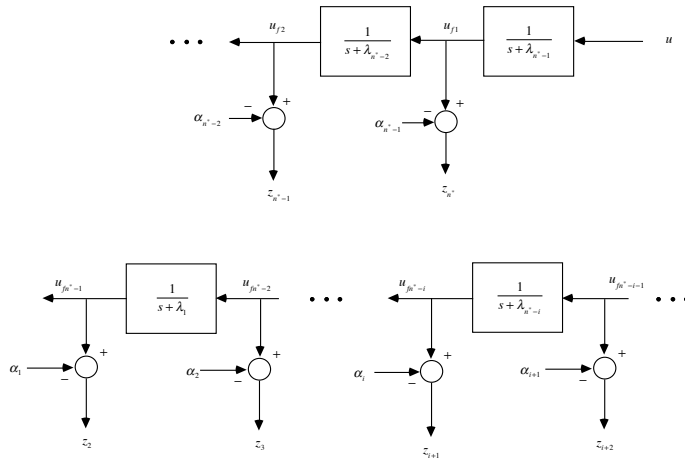 u_{f2} 1 u_{f1} 1
• • • s + λ_{n*-2} s + λ_{n*-1} u
− + − +
α_{n*-2} α_{n*-1}
z_{n*-1} z_{n*}
u_{fn*-1} 1 u_{fn*-2} u_{fn*-i} 1 u_{fn*-i-1}
s + λ_1 • • • s + λ_{n*-i} • • •
+ + + +
α_1 − α_2 − α_i − α_{i+1} −
z_2 z_3 z_{i+1} z_{i+2}